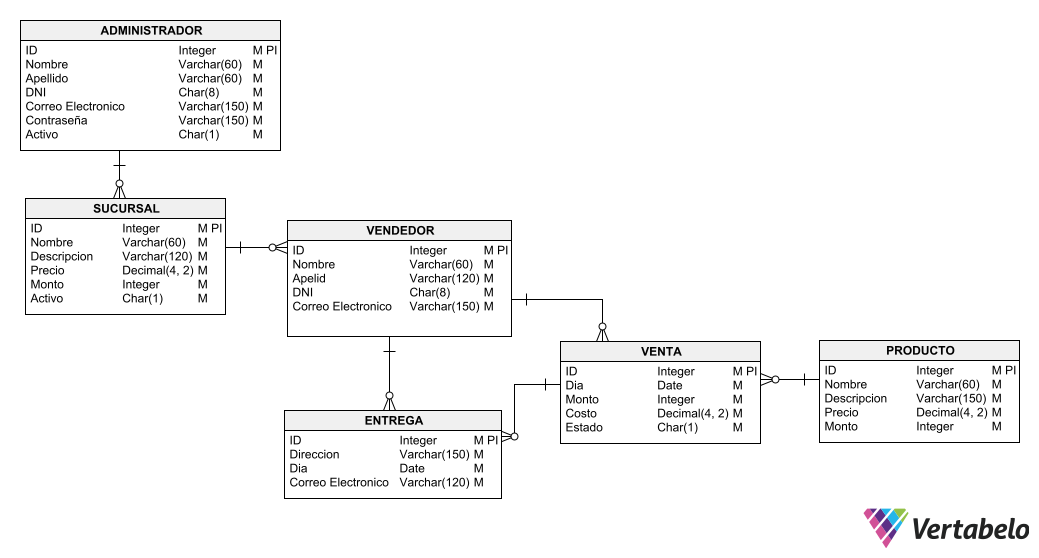 ADMINISTRADOR
ID Integer M PI
Nombre Varchar(60) M
Apellido Varchar(60) M
DNI Char(8) M
Correo Electronico Varchar(150) M
Contraseña Varchar(150) M
Activo Char(1) M
SUCURSAL
ID Integer M PI
Nombre Varchar(60) M
Descripcion Varchar(120) M
Precio Decimal(4, 2) M
Monto Integer M
Activo Char(1) M
VENDEDOR
ID Integer M PI
Nombre Varchar(60) M
Apelid Varchar(120) M
DNI Char(8) M
Correo Electronico Varchar(150) M
VENTA
ID Integer M PI
Dia Date M
Monto Integer M
Costo Decimal(4, 2) M
Estado Char(1) M
PRODUCTO
ID Integer M PI
Nombre Varchar(60) M
Descripcion Varchar(150) M
Precio Decimal(4, 2) M
Monto Integer M
ENTREGA
ID Integer M PI
Direccion Varchar(150) M
Dia Date M
Correo Electronico Varchar(120) M
Vertabelo